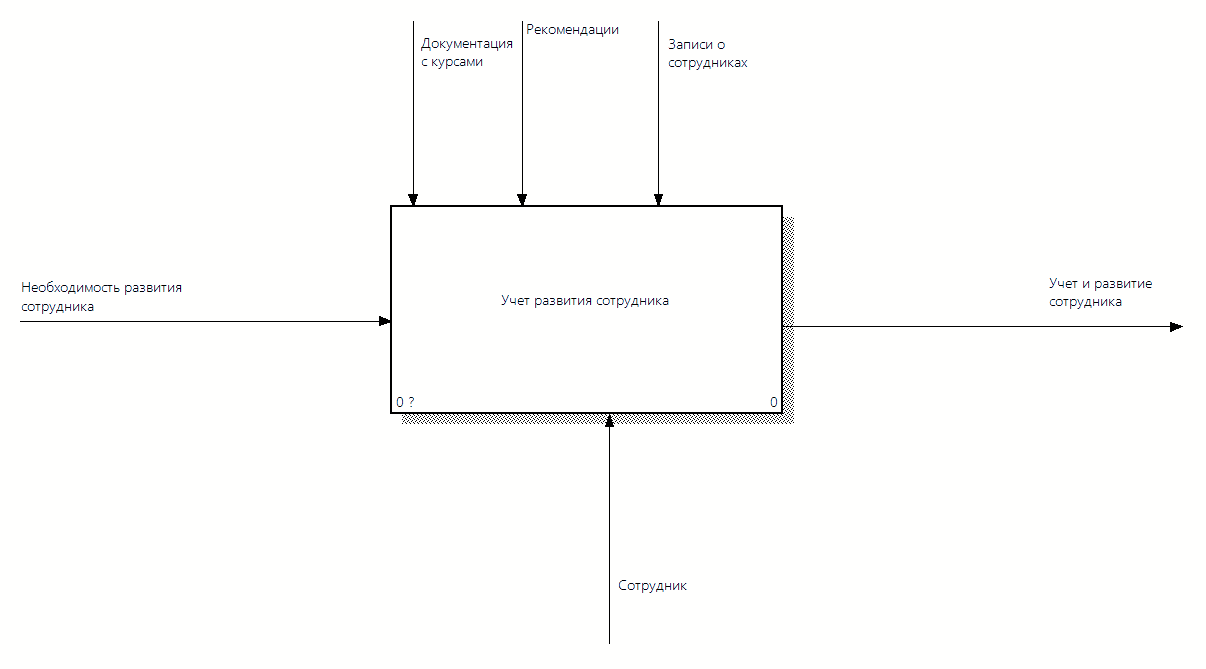 Рекомендации
Документация
с курсами
Записи о
сотрудниках
Необходимость развития
сотрудника
Учет развития сотрудника
Учет и развитие
сотрудника
0 ?
0
Сотрудник